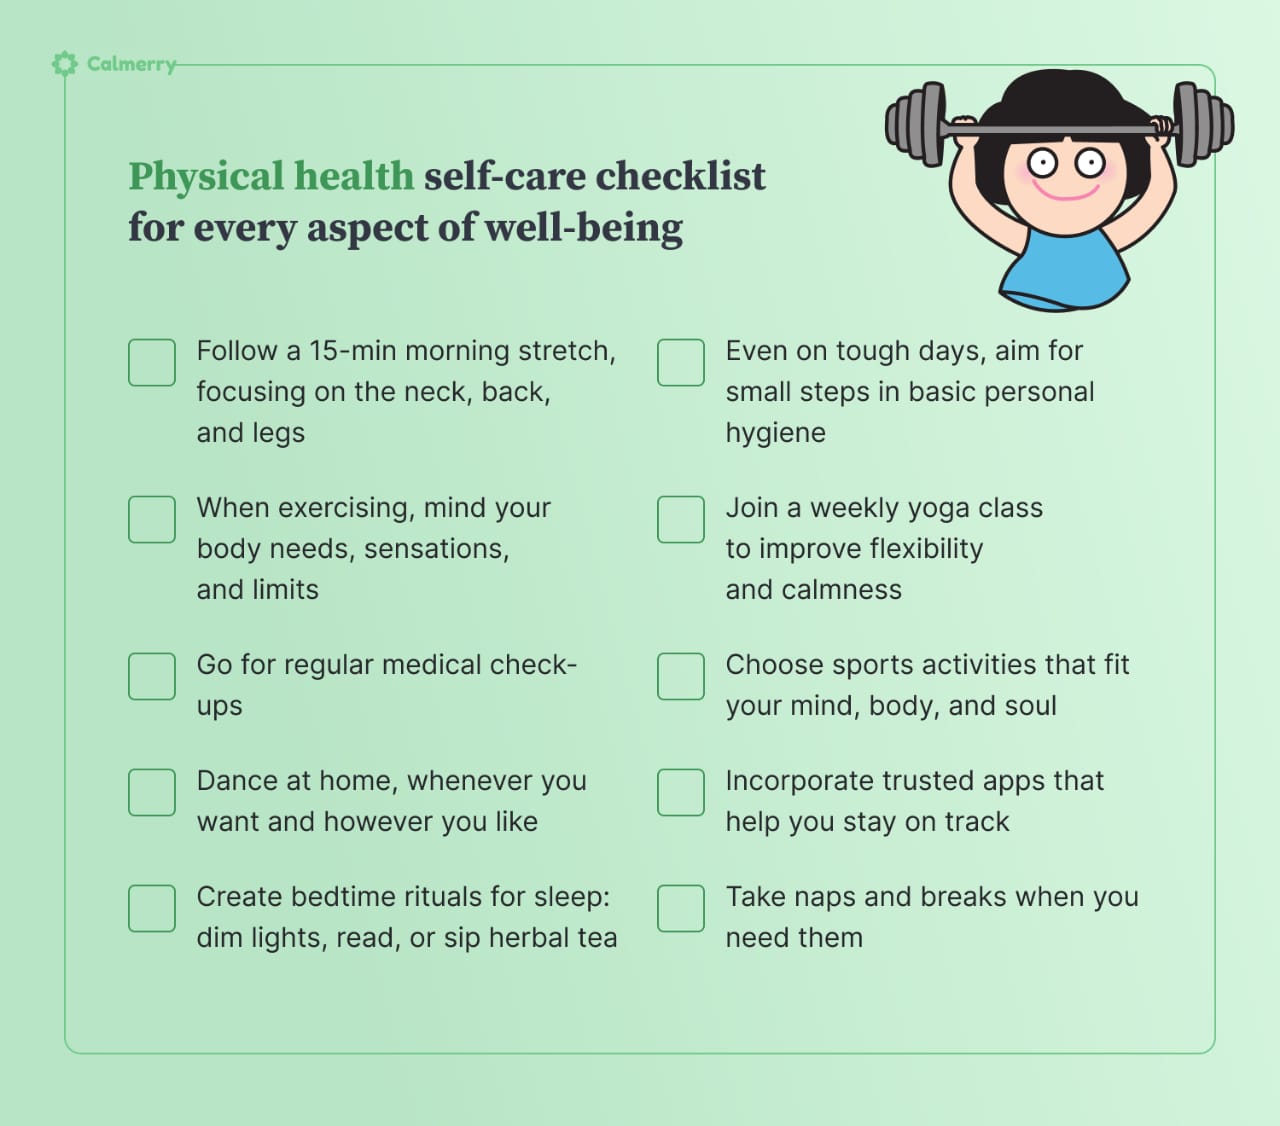 Calmerry
Physical health self-care checklist
for every aspect of well-being
Follow a 15-min morning stretch,
focusing on the neck, back,
and legs
When exercising, mind your
body needs, sensations,
and limits
Go for regular medical check-
ups
Dance at home, whenever you
want and however you like
Create bedtime rituals for sleep:
dim lights, read, or sip herbal tea
Even on tough days, aim for
small steps in basic personal
hygiene
Join a weekly yoga class
to improve flexibility
and calmness
Choose sports activities that fit
your mind, body, and soul
Incorporate trusted apps that
help you stay on track
Take naps and breaks when you
need them